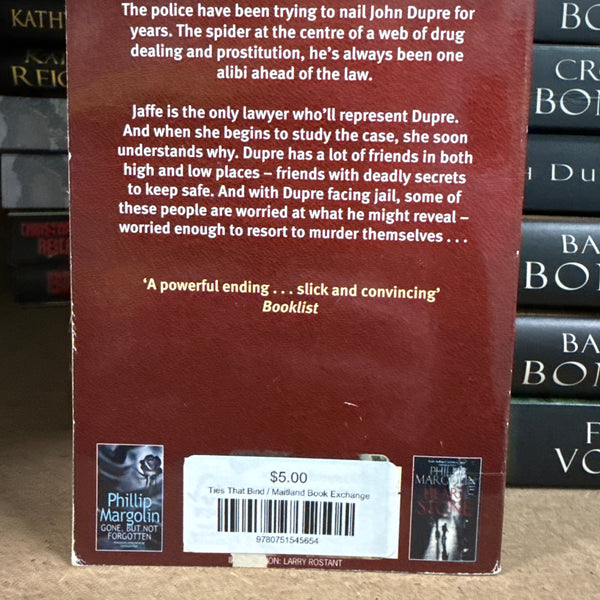 The police have been trying to nail John Dupre for
years. The spider at the centre of a web of drug
dealing and prostitution, he's always been one
alibi ahead of the law.
Jaffe is the only lawyer who'll represent Dupre.
And when she begins to study the case, she soon
understands why. Dupre has a lot of friends in both
high and low places – friends with deadly secrets
to keep safe. And with Dupre facing jail, some of
these people are worried at what he might reveal –
worried enough to resort to murder themselves . . .
'A powerful ending . . . slick and convincing'
Booklist
Phillip
Margolin
GONE, BUT NOT
FORGOTTEN
$5.00
Ties That Bind / Maitland Book Exchange
9780751545654
PHILLIP
MARGOLIN
HEART
STONE
ON: LARRY ROSTANT
KATH
REIC
BO
CR
BON
DU
BA
BON
BA
BON
F
VO